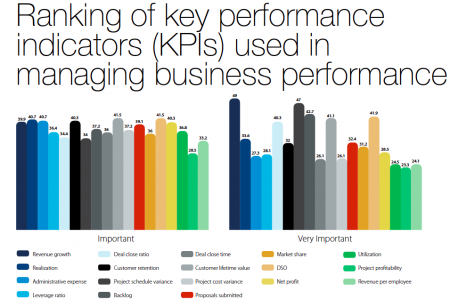 Ranking of key performance
indicators (KPIs) used in
managing business performance
39.9 40.7 40.7 36.4 34.4 40.3 34 37.2 36 41.5 37.2 39.1 36 41.5 40.3 36.8 28.5 33.2
49 33.6 27.3 28.1 40.3 32 47 42.7 26.1 41.1 26.1 32.4 31.2 41.9 28.5 24.5 23.3 24.1
Important Very Important
Revenue growth Deal close ratio Deal close time Market share Utilization
Realization Customer retention Customer lifetime value DSO Project profitability
Administrative expense Project schedule variance Project cost variance Net profit Revenue per employee
Leverage ratio Backlog Proposals submitted